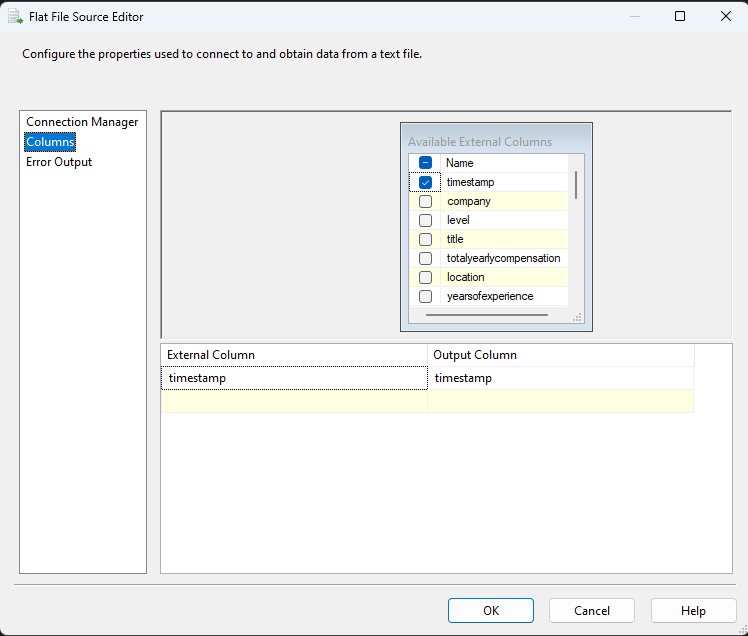 Flat File Source Editor
Configure the properties used to connect to and obtain data from a text file.
Connection Manager
Columns
Error Output
Available External Columns
Name
timestamp
company
level
title
totalyearlycompensation
location
yearsofexperience
External Column Output Column
timestamp timestamp
OK Cancel Help